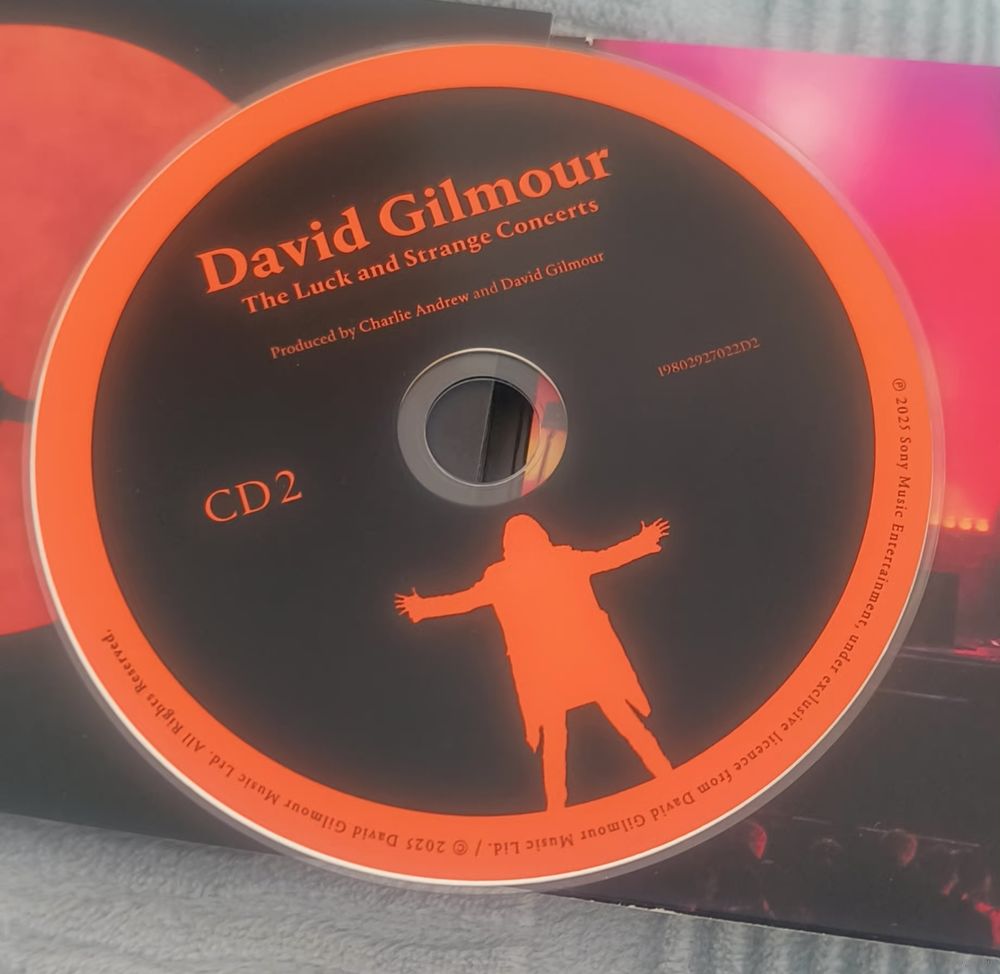 David Gilmour
The Luck and Strange Concerts
Produced by Charlie Andrew and David Gilmour
19802927022D2
CD 2
℗ 2025 Sony Music Entertainment, under exclusive licence from David Gilmour Music Ltd. / © 2025 David Gilmour Music Ltd. All Rights Reserved.